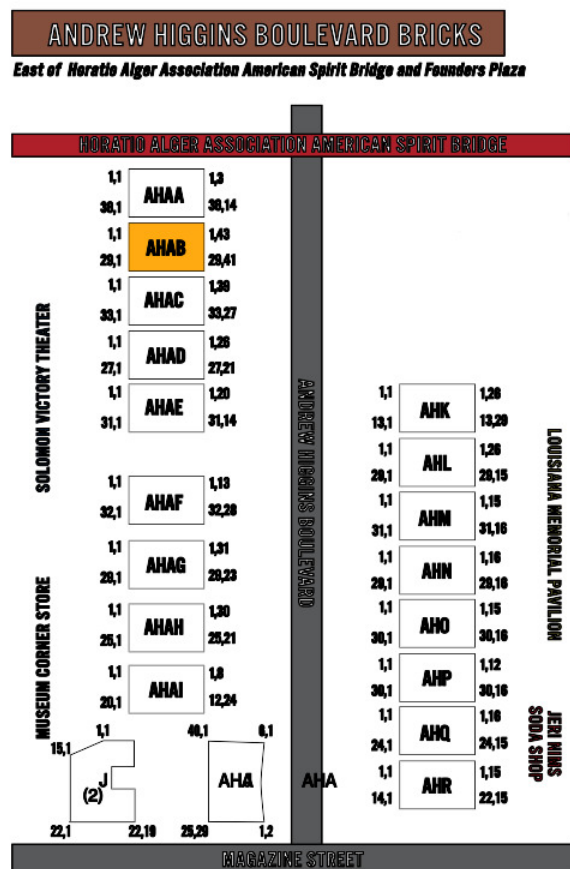 ANDREW HIGGINS BOULEVARD BRICKS
East of Horatio Alger Association American Spirit Bridge and Founders Plaza
HORATIO ALGER ASSOCIATION AMERICAN SPIRIT BRIDGE
1,1 1,3
AHAA
38,1 38,14
1,1 1,43
AHAB
29,1 29,41
1,1 1,39
AHAC
33,1 33,27
1,1 1,26
AHAD
27,1 27,21
1,1 1,20
AHAE
31,1 31,14
1,1 1,13
AHAF
32,1 32,28
1,1 1,31
AHAG
29,1 29,23
1,1 1,30
AHAH
25,1 25,21
1,1 1,8
AHAI
20,1 12,24
15,1 1,1
J
(2)
22,1 22,19
40,1 6,1
25,29 1,2
AHA
SOLOMON VICTORY THEATER
MUSEUM CORNER STORE
ANDREW HIGGINS BOULEVARD
1,1 1,26
AHK
13,1 13,29
1,1 1,26
AHL
29,1 29,15
1,1 1,15
AHM
31,1 31,16
1,1 1,16
AHN
29,1 29,16
1,1 1,15
AHO
30,1 30,16
1,1 1,12
AHP
30,1 30,16
1,1 1,16
AHQ
24,1 24,15
1,1 1,15
AHR
14,1 22,15
LOUISIANA MEMORIAL PAVILION
JERI NIMS
SODA SHOP
MAGAZINE STREET